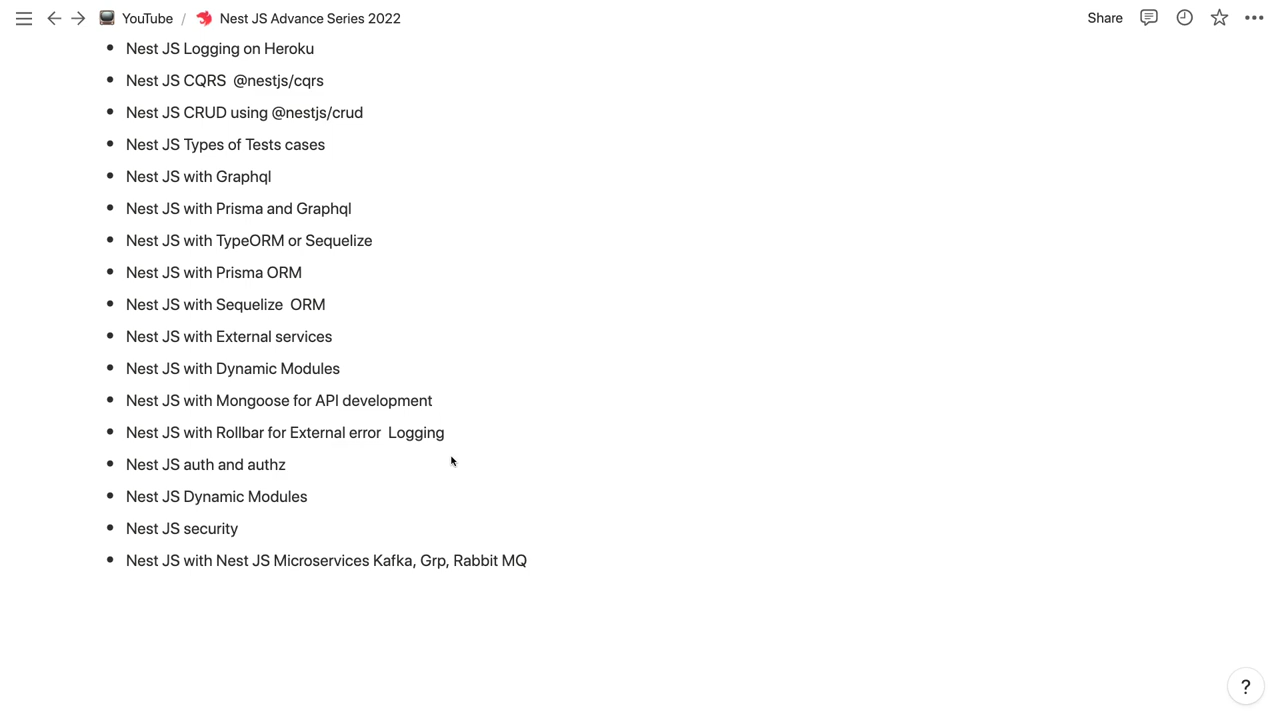 YouTube / Nest JS Advance Series 2022 Share
• Nest JS Logging on Heroku
• Nest JS CQRS  @nestjs/cqrs
• Nest JS CRUD using @nestjs/crud
• Nest JS Types of Tests cases
• Nest JS with Graphql
• Nest JS with Prisma and Graphql
• Nest JS with TypeORM or Sequelize
• Nest JS with Prisma ORM
• Nest JS with Sequelize  ORM
• Nest JS with External services
• Nest JS with Dynamic Modules
• Nest JS with Mongoose for API development
• Nest JS with Rollbar for External error  Logging
• Nest JS auth and authz
• Nest JS Dynamic Modules
• Nest JS security
• Nest JS with Nest JS Microservices Kafka, Grp, Rabbit MQ
?